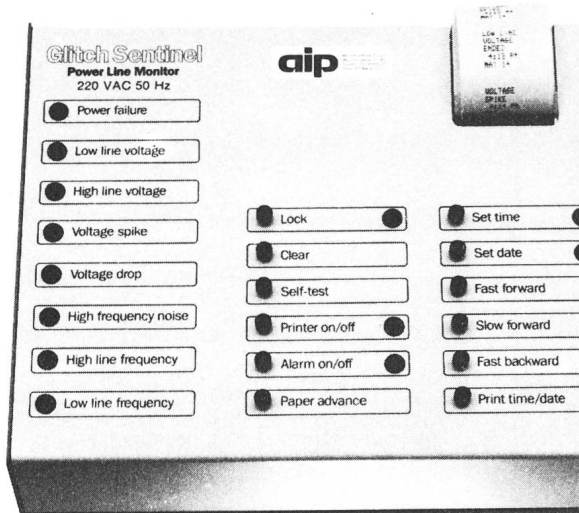 Glitch Sentinel
Power Line Monitor
220 VAC 50 Hz
Power failure
Low line voltage
High line voltage
Voltage spike
Voltage drop
High frequency noise
High line frequency
Low line frequency
aip
Lock
Clear
Self-test
Printer on/off
Alarm on/off
Paper advance
LOW LINE
VOLTAGE
ENDED
VOLTAGE
SPIKE
Set time
Set date
Fast forward
Slow forward
Fast backward
Print time/date